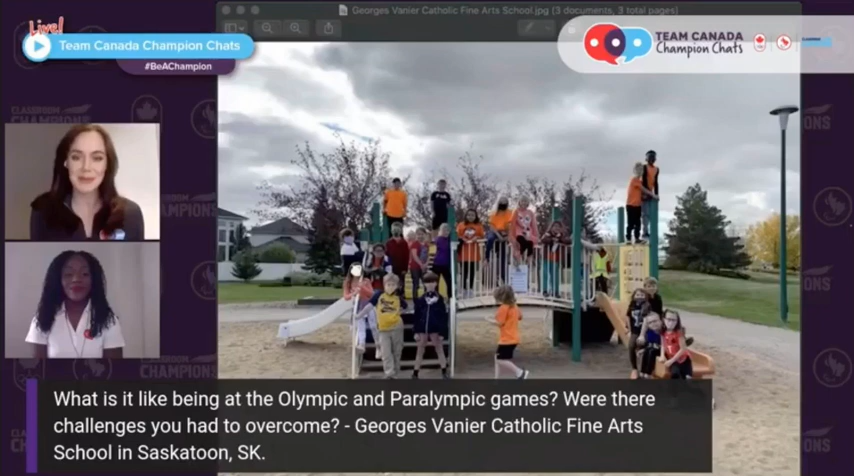 Georges Vanier Catholic Fine Arts School.jpg (3 documents, 3 total pages)
Live!
Team Canada Champion Chats
#BeAChampion
TEAM CANADA
Champion Chats
CLASSROOM
CHAMPIONS
What is it like being at the Olympic and Paralympic games? Were there
challenges you had to overcome? - Georges Vanier Catholic Fine Arts
School in Saskatoon, SK.